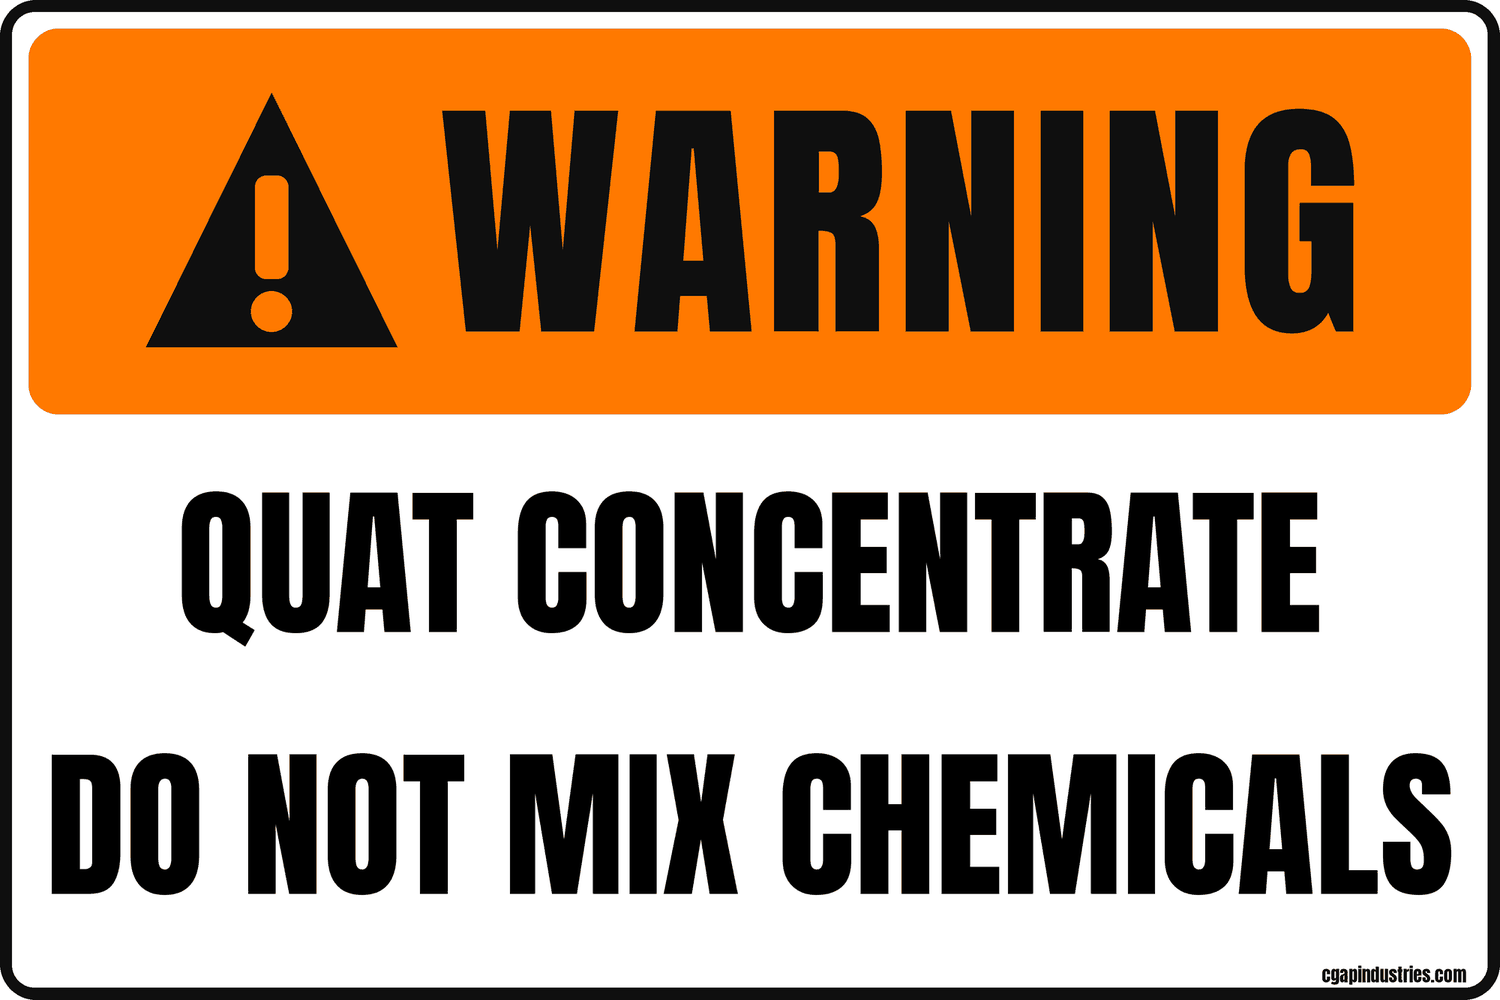 WARNING
QUAT CONCENTRATE
DO NOT MIX CHEMICALS
cgapindustries.com